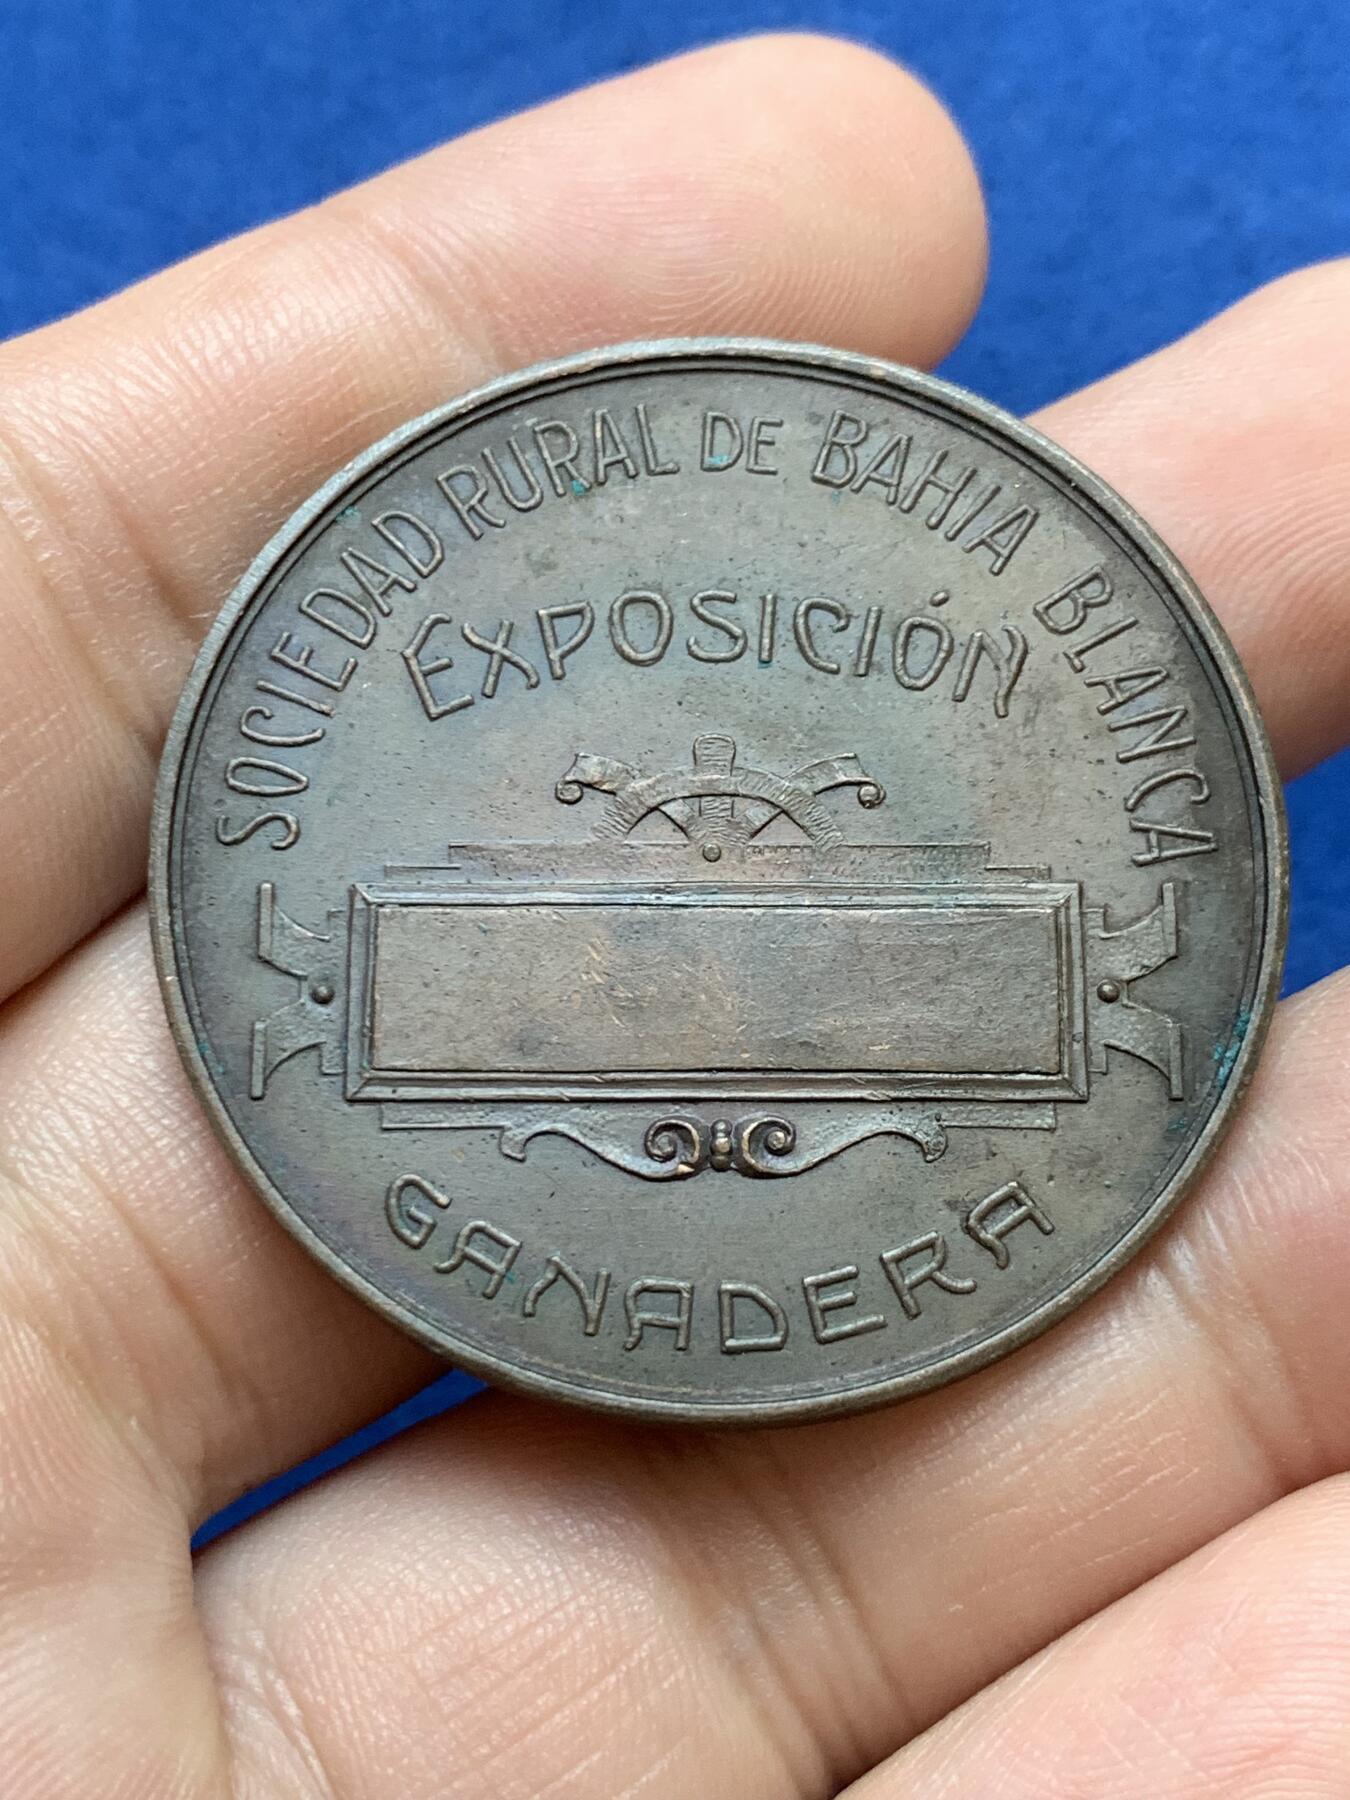 SOCIEDAD RURAL DE BAHIA BLANCA
EXPOSICIÓN
GANADERA